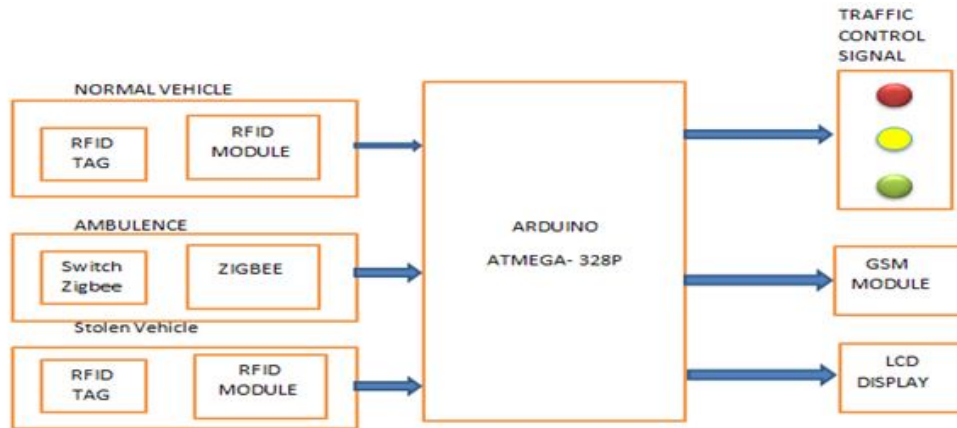 TRAFFIC
CONTROL
SIGNAL
NORMAL VEHICLE
RFID
TAG
RFID
MODULE
AMBULENCE
Switch
Zigbee
ZIGBEE
Stolen Vehicle
RFID
TAG
RFID
MODULE
ARDUINO
ATMEGA- 328P
GSM
MODULE
LCD
DISPLAY